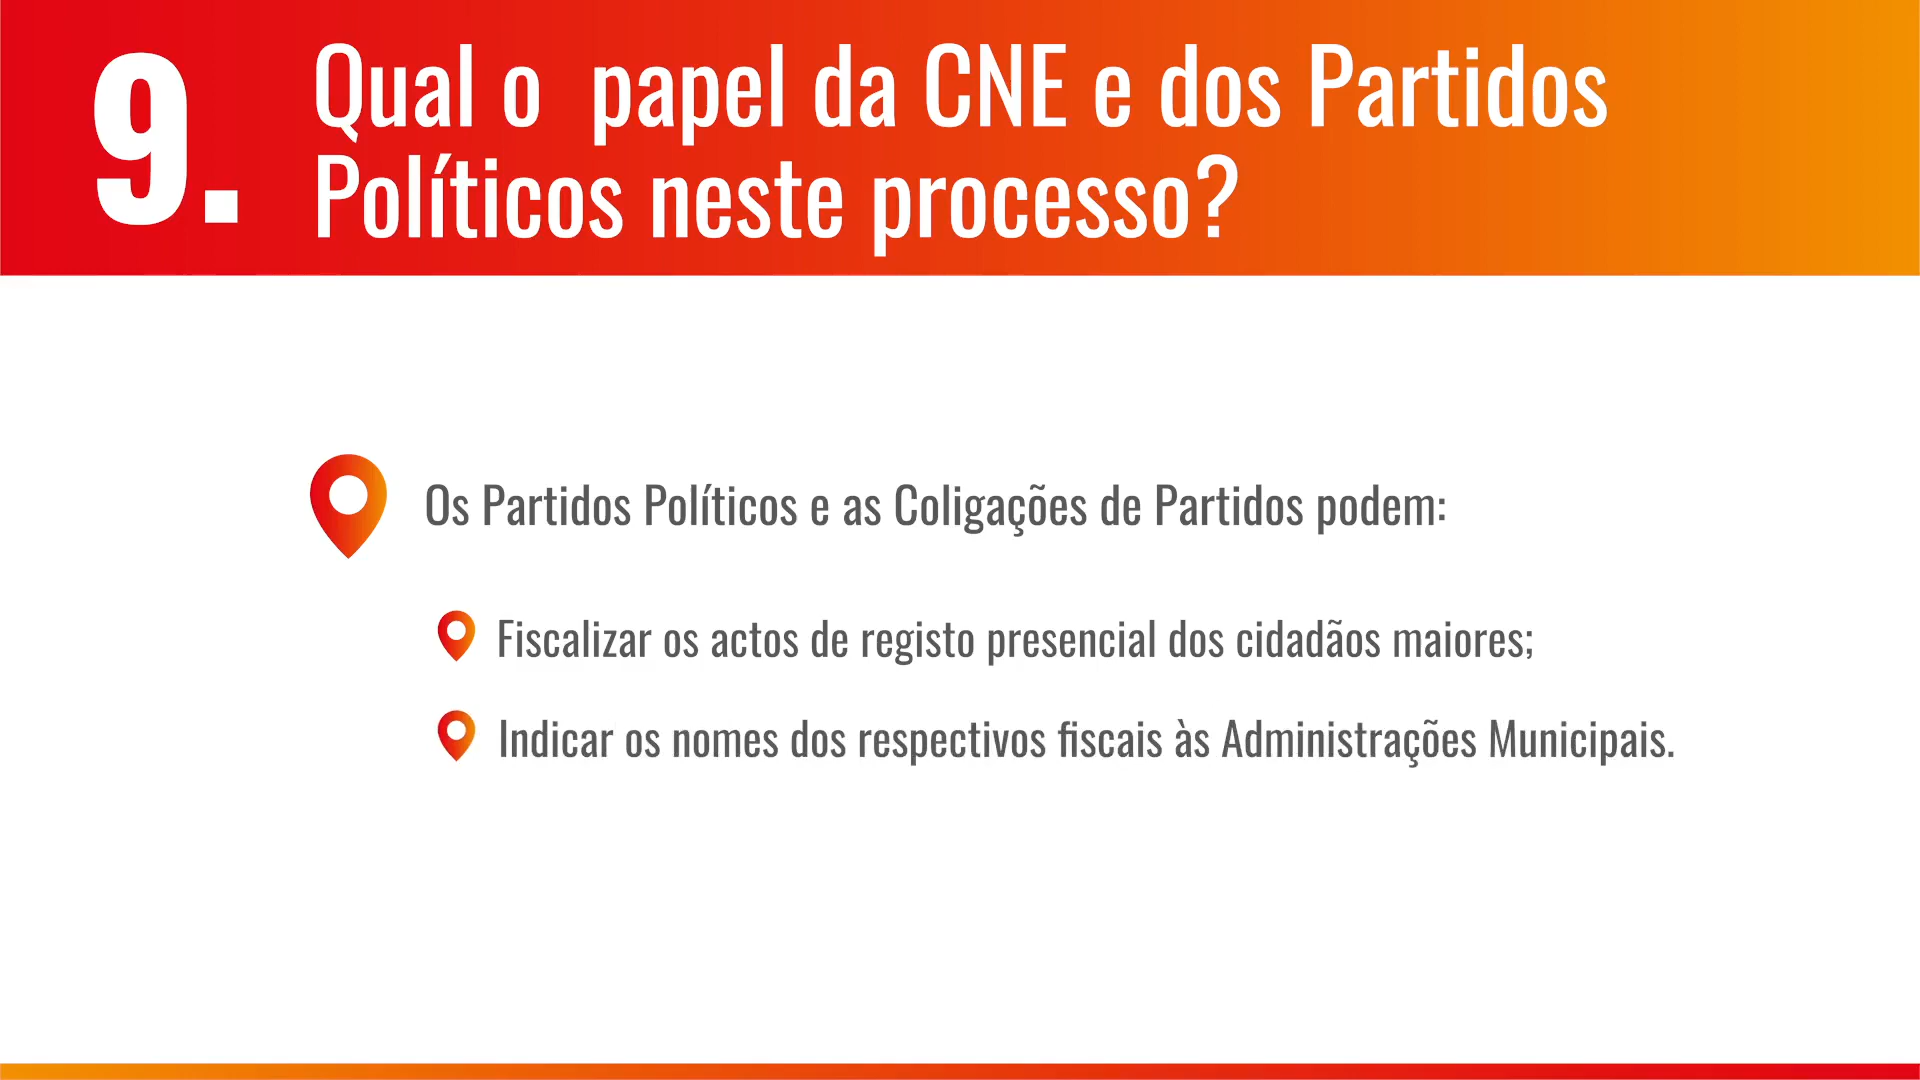 9.
Qual o  papel da CNE e dos Partidos
Políticos neste processo?
Os Partidos Políticos e as Coligações de Partidos podem:
Fiscalizar os actos de registo presencial dos cidadãos maiores;
Indicar os nomes dos respectivos fiscais às Administrações Municipais.